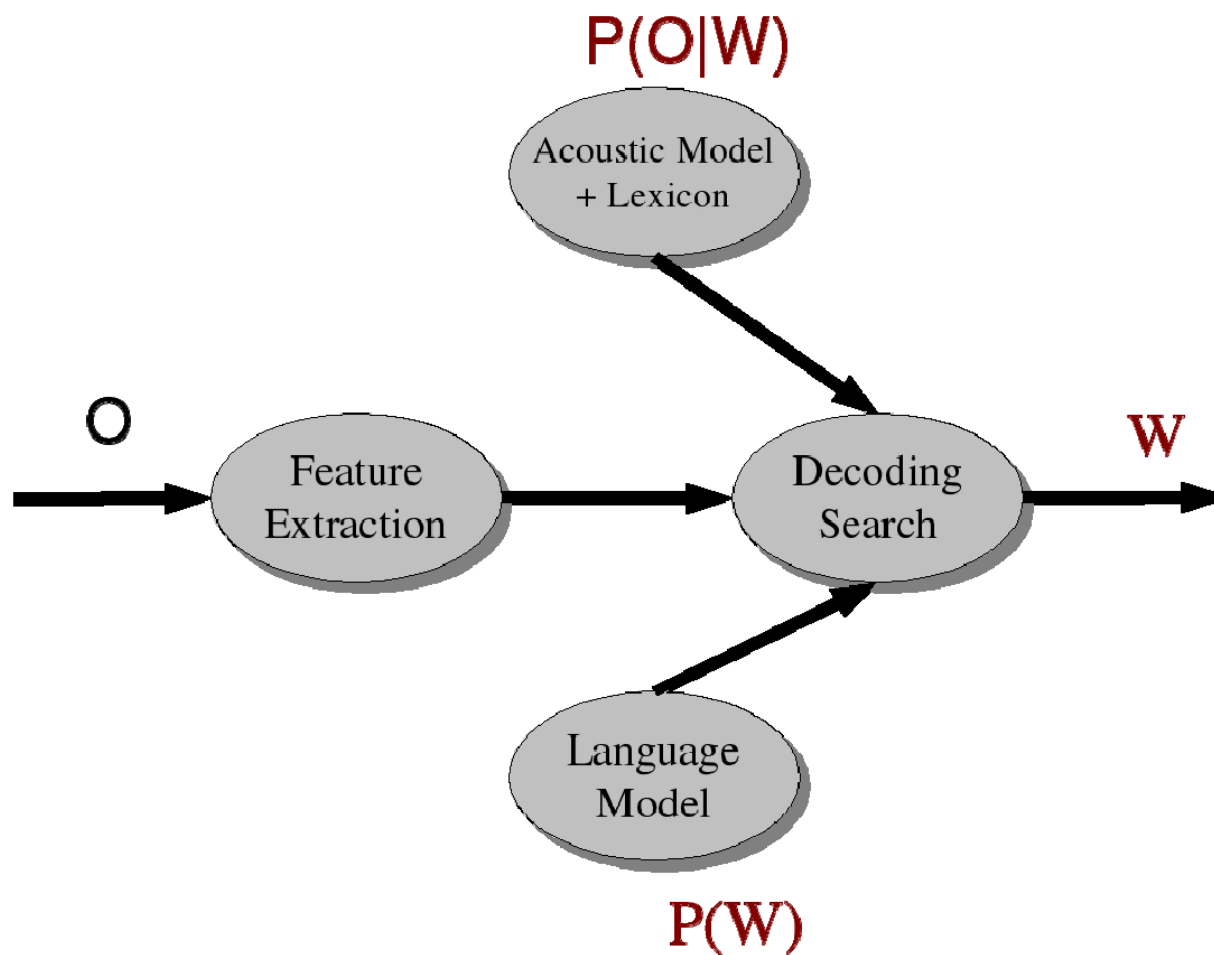 P(O|W)
Acoustic Model
+ Lexicon
O
Feature
Extraction
Decoding
Search
W
Language
Model
P(W)